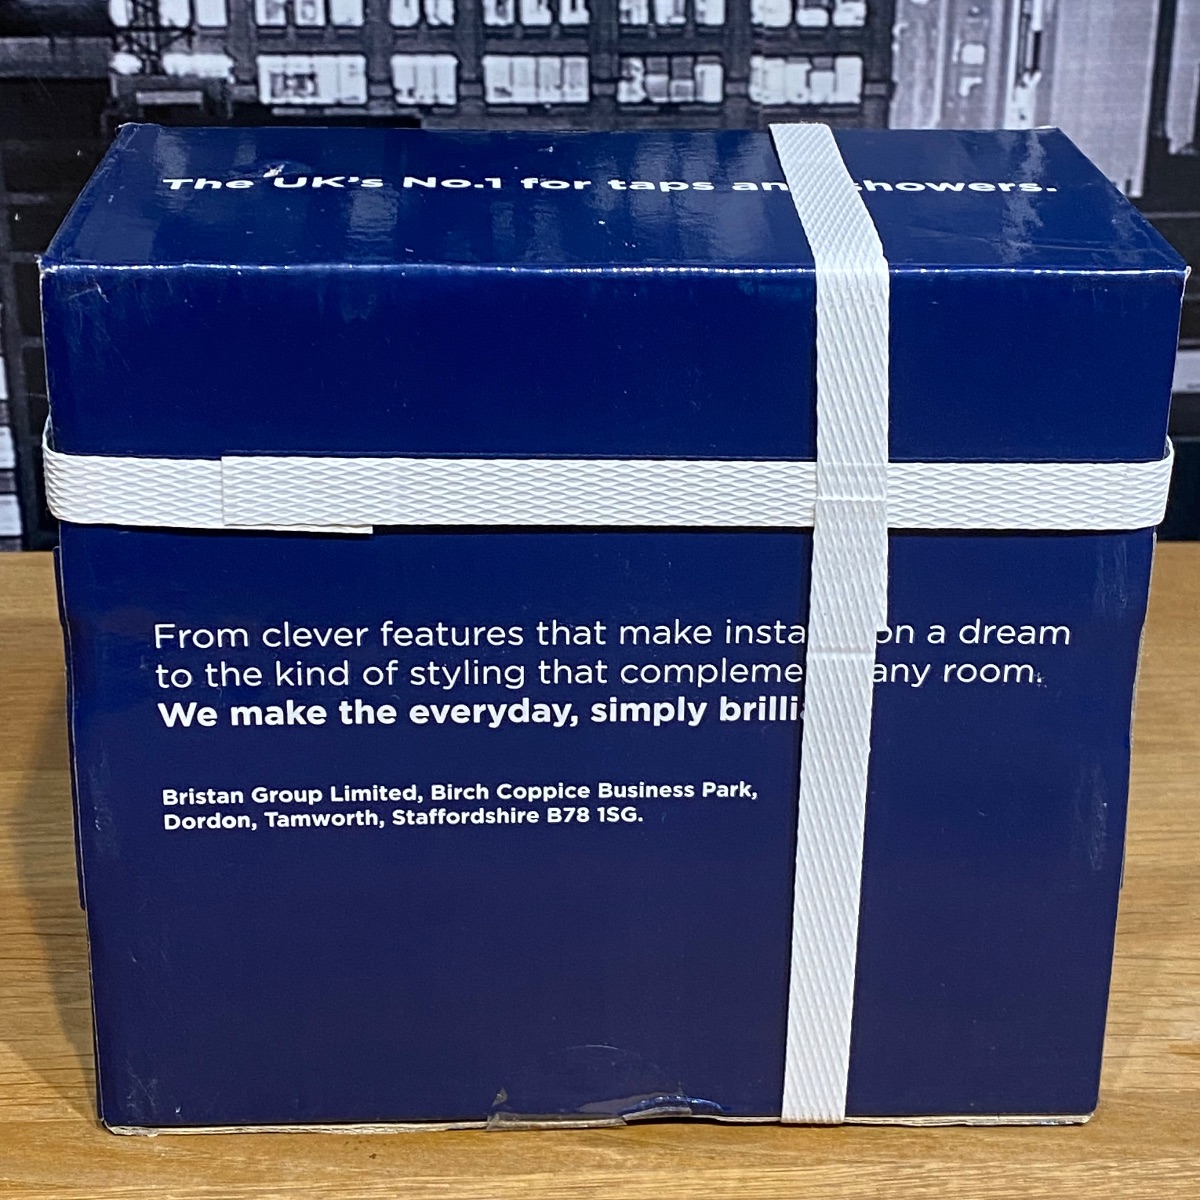 The UK's No.1 for taps an showers.
From clever features that make insta on a dream
to the kind of styling that compleme any room.
We make the everyday, simply brilli
Bristan Group Limited, Birch Coppice Business Park,
Dordon, Tamworth, Staffordshire B78 1SG.